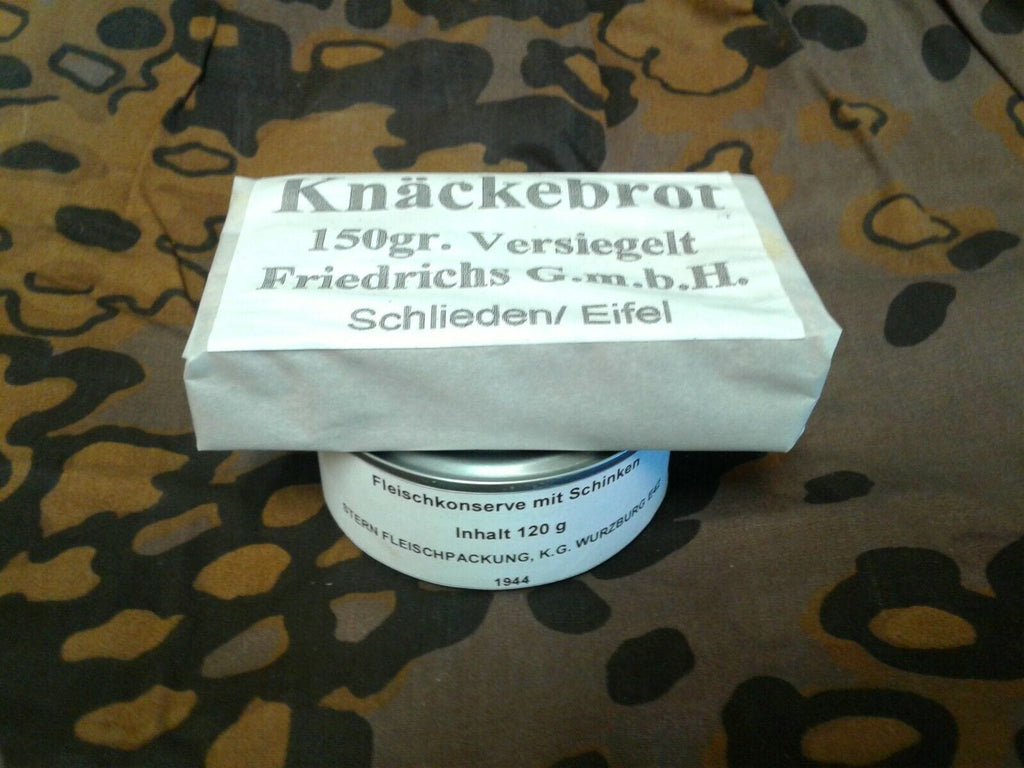 Knäckebrot
150gr. Versiegelt
Friedrichs G.m.b.H.
Schlieden/ Eifel
Fleischkonserve mit Schinken
Inhalt 120 g
STERN FLEISCHPACKUNG, K.G. WURZBURG
1944